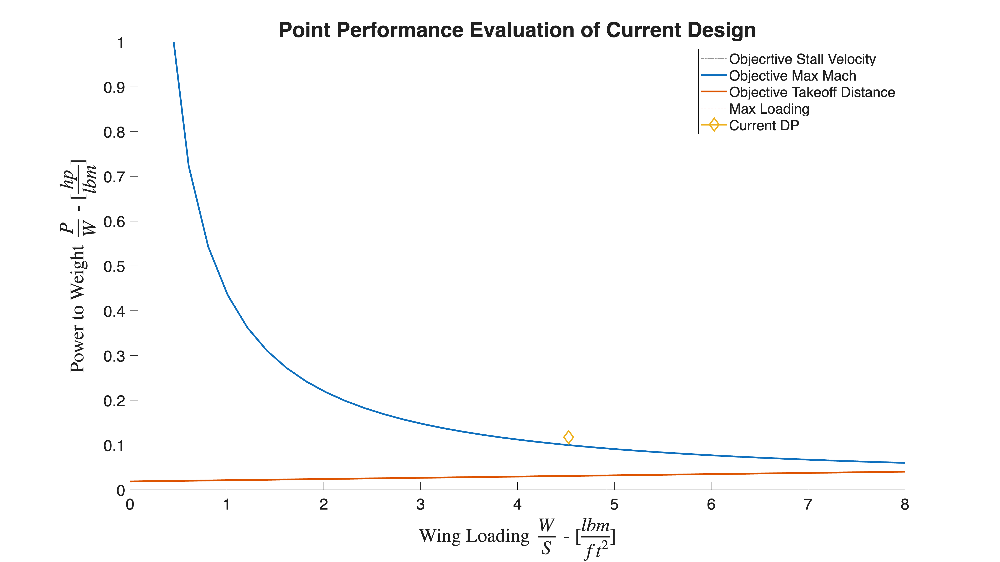 Point Performance Evaluation of Current Design
1
0.9
0.8
0.7
0.6
0.5
0.4
0.3
0.2
0.1
0
Power to Weight P/W - [hp/lbm]
Objecrtive Stall Velocity
Objective Max Mach
Objective Takeoff Distance
Max Loading
Current DP
0 1 2 3 4 5 6 7 8
Wing Loading W/S - [lbm/ft²]